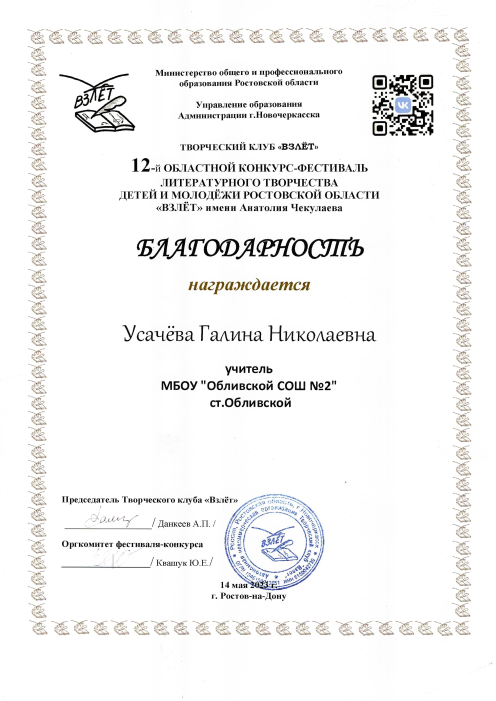 Министерство общего и профессионального
образования Ростовской области
Управление образования
Администрации г.Новочеркасска
ВЗЛЁТ
ТВОРЧЕСКИЙ КЛУБ «ВЗЛЁТ»
12-й ОБЛАСТНОЙ КОНКУРС-ФЕСТИВАЛЬ
ЛИТЕРАТУРНОГО ТВОРЧЕСТВА
ДЕТЕЙ И МОЛОДЁЖИ РОСТОВСКОЙ ОБЛАСТИ
«ВЗЛЁТ» имени Анатолия Чекулаева
БЛАГОДАРНОСТЬ
награждается
Усачёва Галина Николаевна
учитель
МБОУ "Обливской СОШ №2"
ст.Обливской
Председатель Творческого клуба «Взлёт»
/ Данкеев А.П. /
Оргкомитет фестиваля-конкурса
/ Квашук Ю.Е./
ВЗЛЁТ
14 мая 2023 г.
г. Ростов-на-Дону